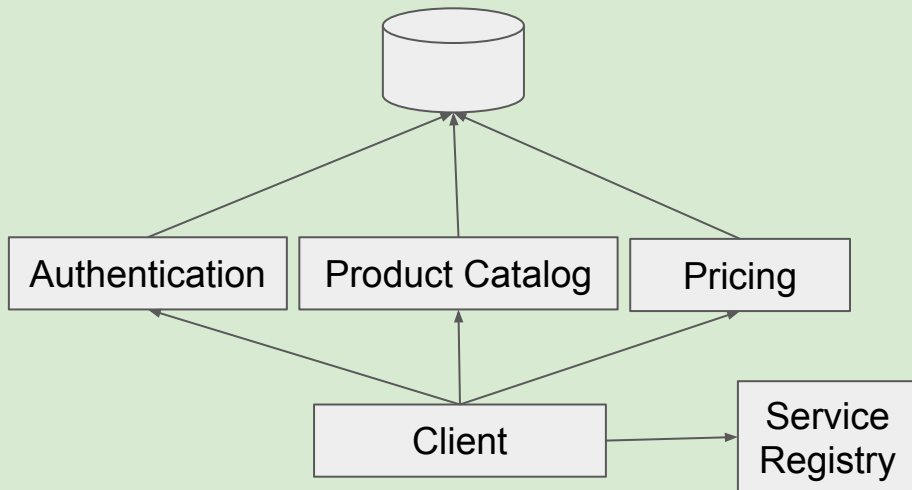 Authentication
Product Catalog
Pricing
Client
Service
Registry